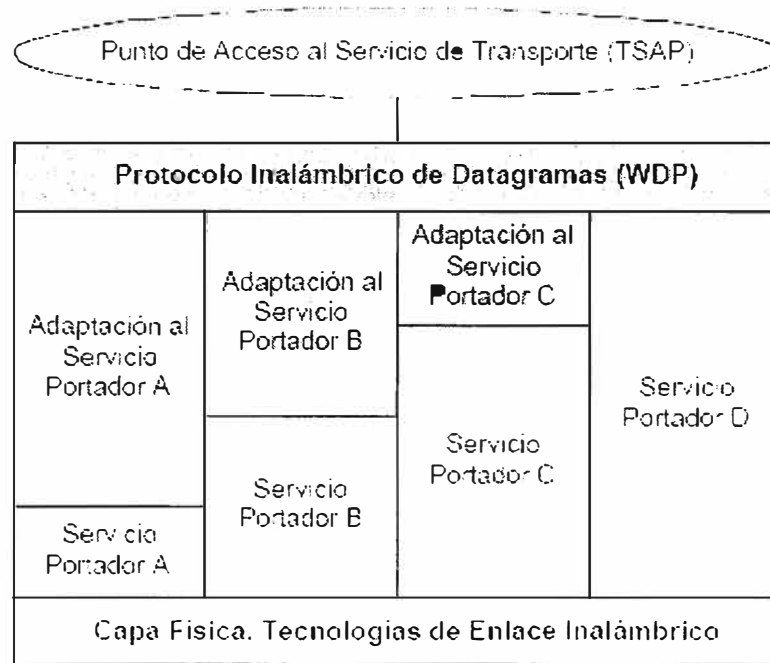 Punto de Acceso al Servicio de Transporte (TSAP)
Protocolo Inalámbrico de Datagramas (WDP)
Adaptación al
Servicio
Portador A
Servicio
Portador A
Adaptación al
Servicio
Portador B
Servicio
Portador B
Adaptación al
Servicio
Portador C
Servicio
Portador C
Servicio
Portador D
Capa Física. Tecnologías de Enlace Inalámbrico